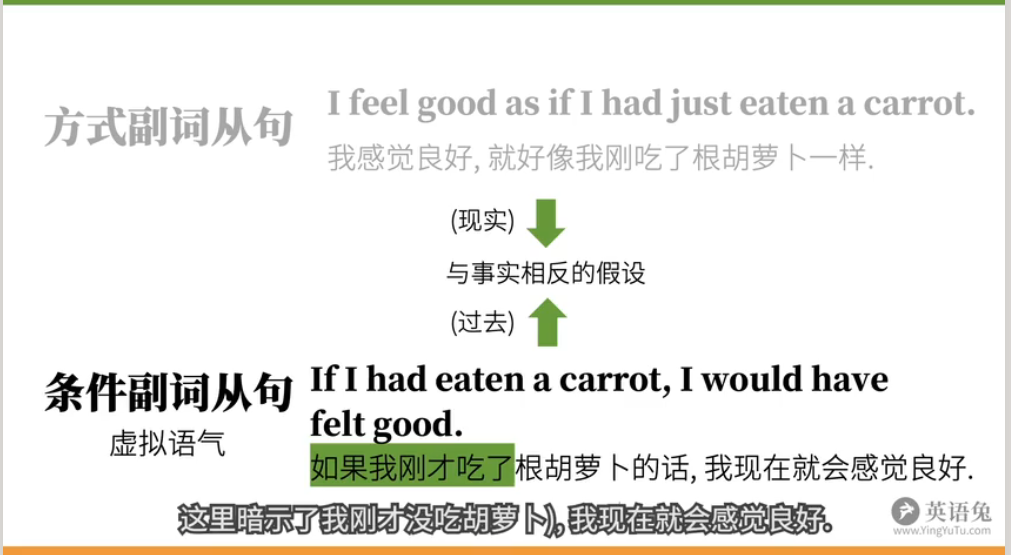 方式副词从句
I feel good as if I had just eaten a carrot.
我感觉良好, 就好像我刚吃了根胡萝卜一样.
(现实)
与事实相反的假设
(过去)
条件副词从句
虚拟语气
If I had eaten a carrot, I would have
felt good.
如果我刚才吃了根胡萝卜的话, 我现在就会感觉良好.
这里暗示了我刚才没吃胡萝卜), 我现在就会感觉良好.
英语兔
www.YingYuTu.com